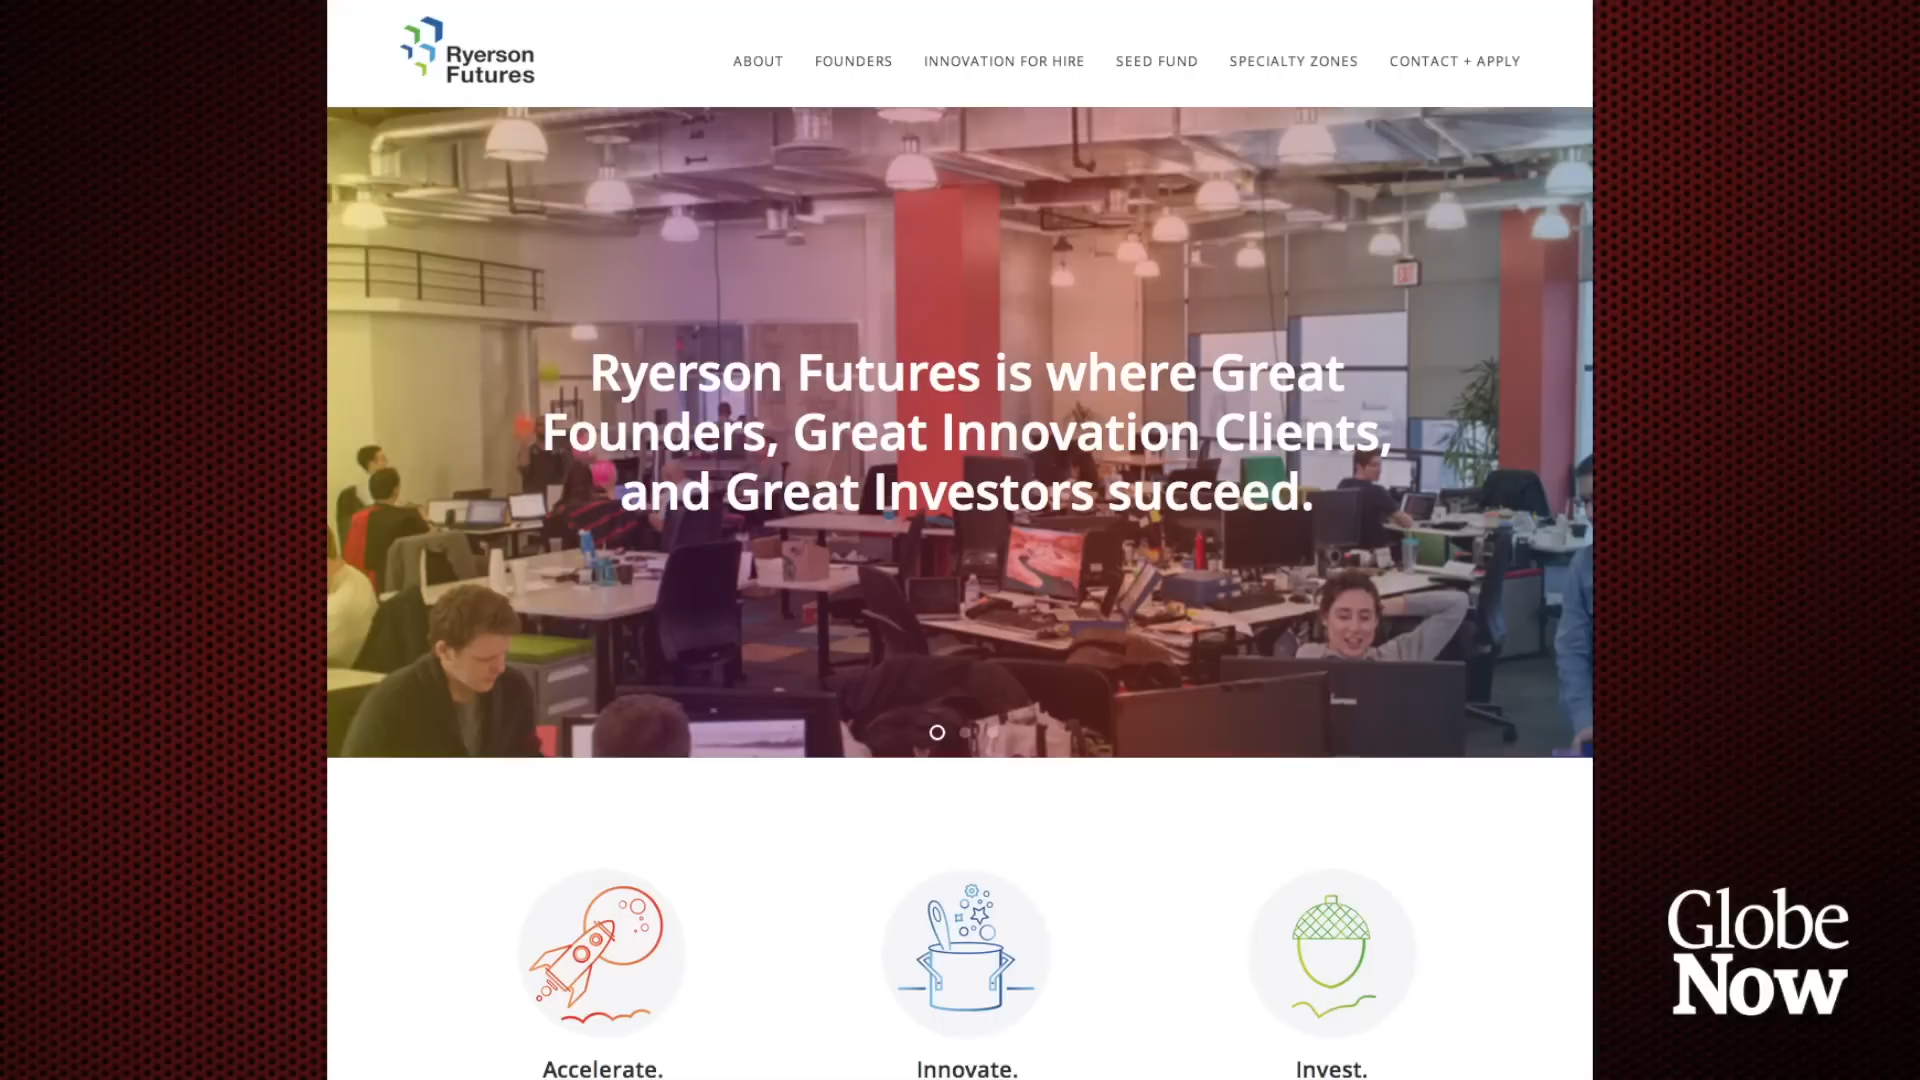 Ryerson
Futures
ABOUT
FOUNDERS
INNOVATION FOR HIRE
SEED FUND
SPECIALTY ZONES
CONTACT + APPLY
EXIT
Ryerson Futures is where Great
Founders, Great Innovation Clients,
and Great Investors succeed.
Accelerate.
Innovate.
Invest.
Globe
Now